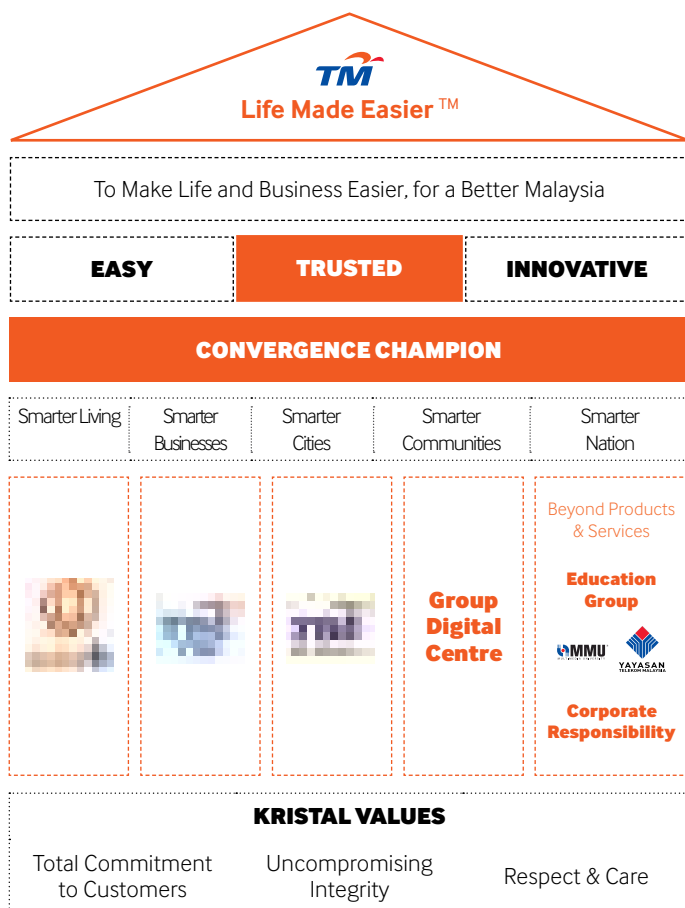 TM
Life Made Easier™
To Make Life and Business Easier, for a Better Malaysia
EASY
TRUSTED
INNOVATIVE
CONVERGENCE CHAMPION
Smarter Living
Smarter
Businesses
Smarter
Cities
Smarter
Communities
Smarter
Nation
TM
TM
Group
Digital
Centre
Beyond Products
& Services
Education
Group
MMU
YAYASAN
TELEKOM MALAYSIA
Corporate
Responsibility
KRISTAL VALUES
Total Commitment
to Customers
Uncompromising
Integrity
Respect & Care